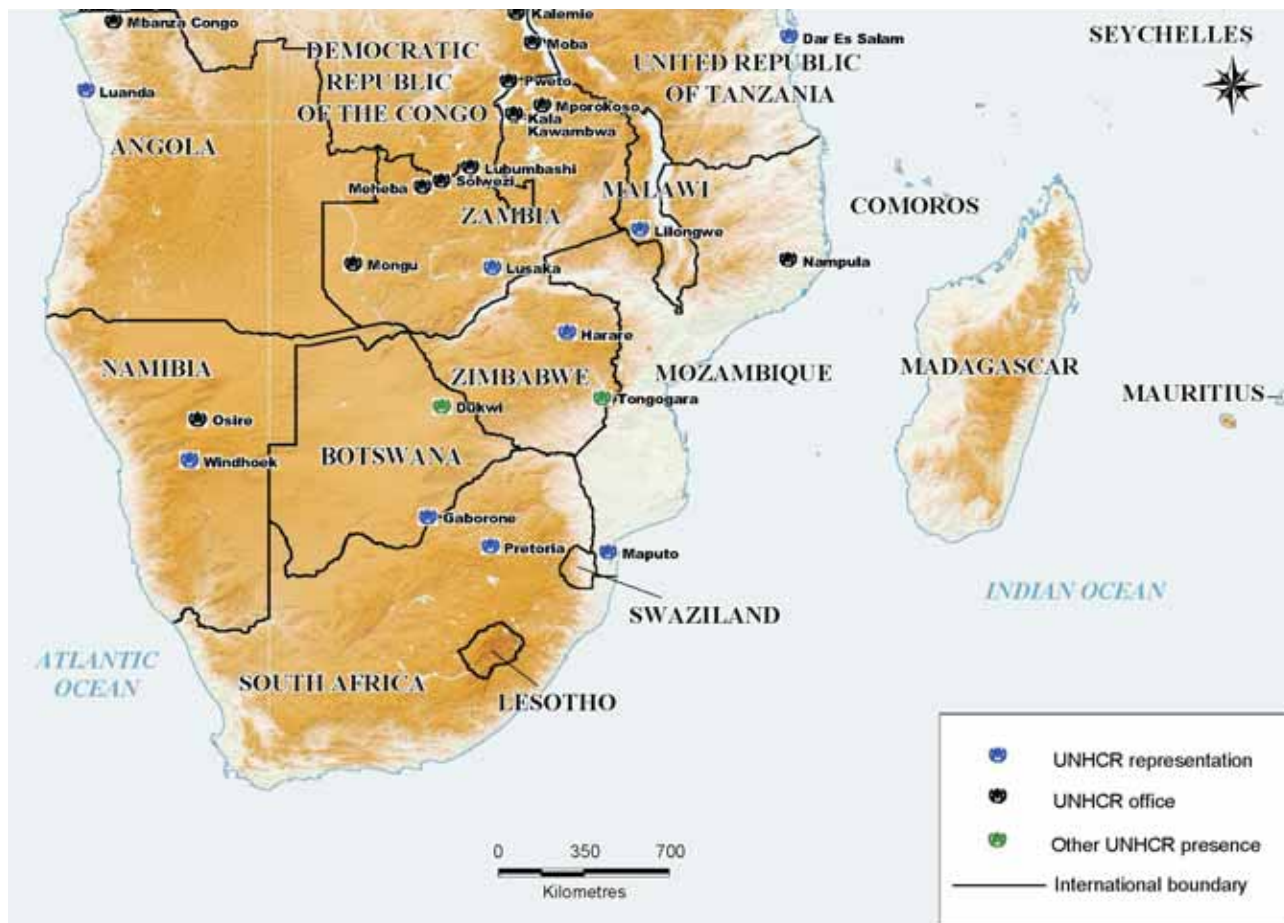 Mbanza Congo
Kalemie
Moba
Dar Es Salam
SEYCHELLES
DEMOCRATIC
REPUBLIC
OF THE CONGO
UNITED REPUBLIC
OF TANZANIA
Luanda
Pweto
Mporokoso
Kala
Kawambwa
ANGOLA
Lubumbashi
Solwezi
Meheba
MALAWI
COMOROS
ZAMBIA
Lilongwe
Mongu
Lusaka
Nampula
Harare
NAMIBIA
ZIMBABWE
MOZAMBIQUE
MADAGASCAR
MAURITIUS
Osire
Dukwi
Tongogara
Windhoek
BOTSWANA
Gaborone
Pretoria
Maputo
INDIAN OCEAN
SWAZILAND
ATLANTIC
OCEAN
SOUTH AFRICA
LESOTHO
UNHCR representation
UNHCR office
Other UNHCR presence
International boundary
0 350 700
Kilometres